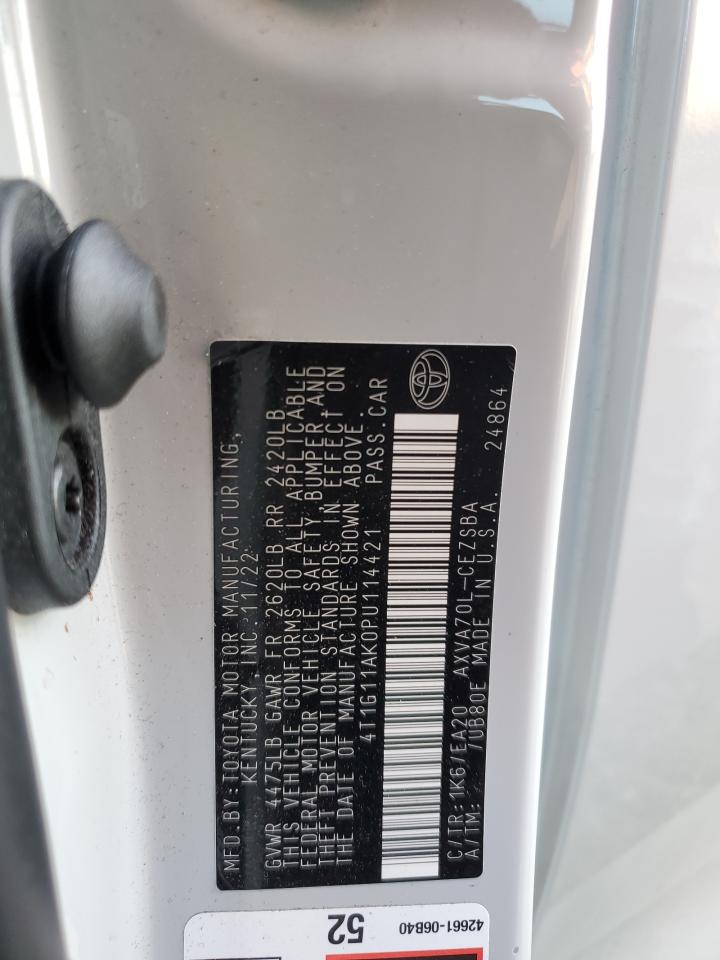 MFD.BY:TOYOTA MOTOR MANUFACTURING,
KENTUCKY,INC. 11/22
GVWR 4475LB GAWR FR 2620LB RR 2420LB
THIS VEHICLE CONFORMS TO ALL APPLICABLE
FEDERAL MOTOR VEHICLE SAFETY, BUMPER,AND
THEFT PREVENTION STANDARDS IN EFFECT ON
THE DATE OF MANUFACTURE SHOWN ABOVE.
4T1G11AK0PU114421 PASS.CAR
C/TR:1K6/EA20 AXVA70L-CEZSBA
A/TM: /UB80E MADE IN U.S.A. 24864
42661-06B40
52